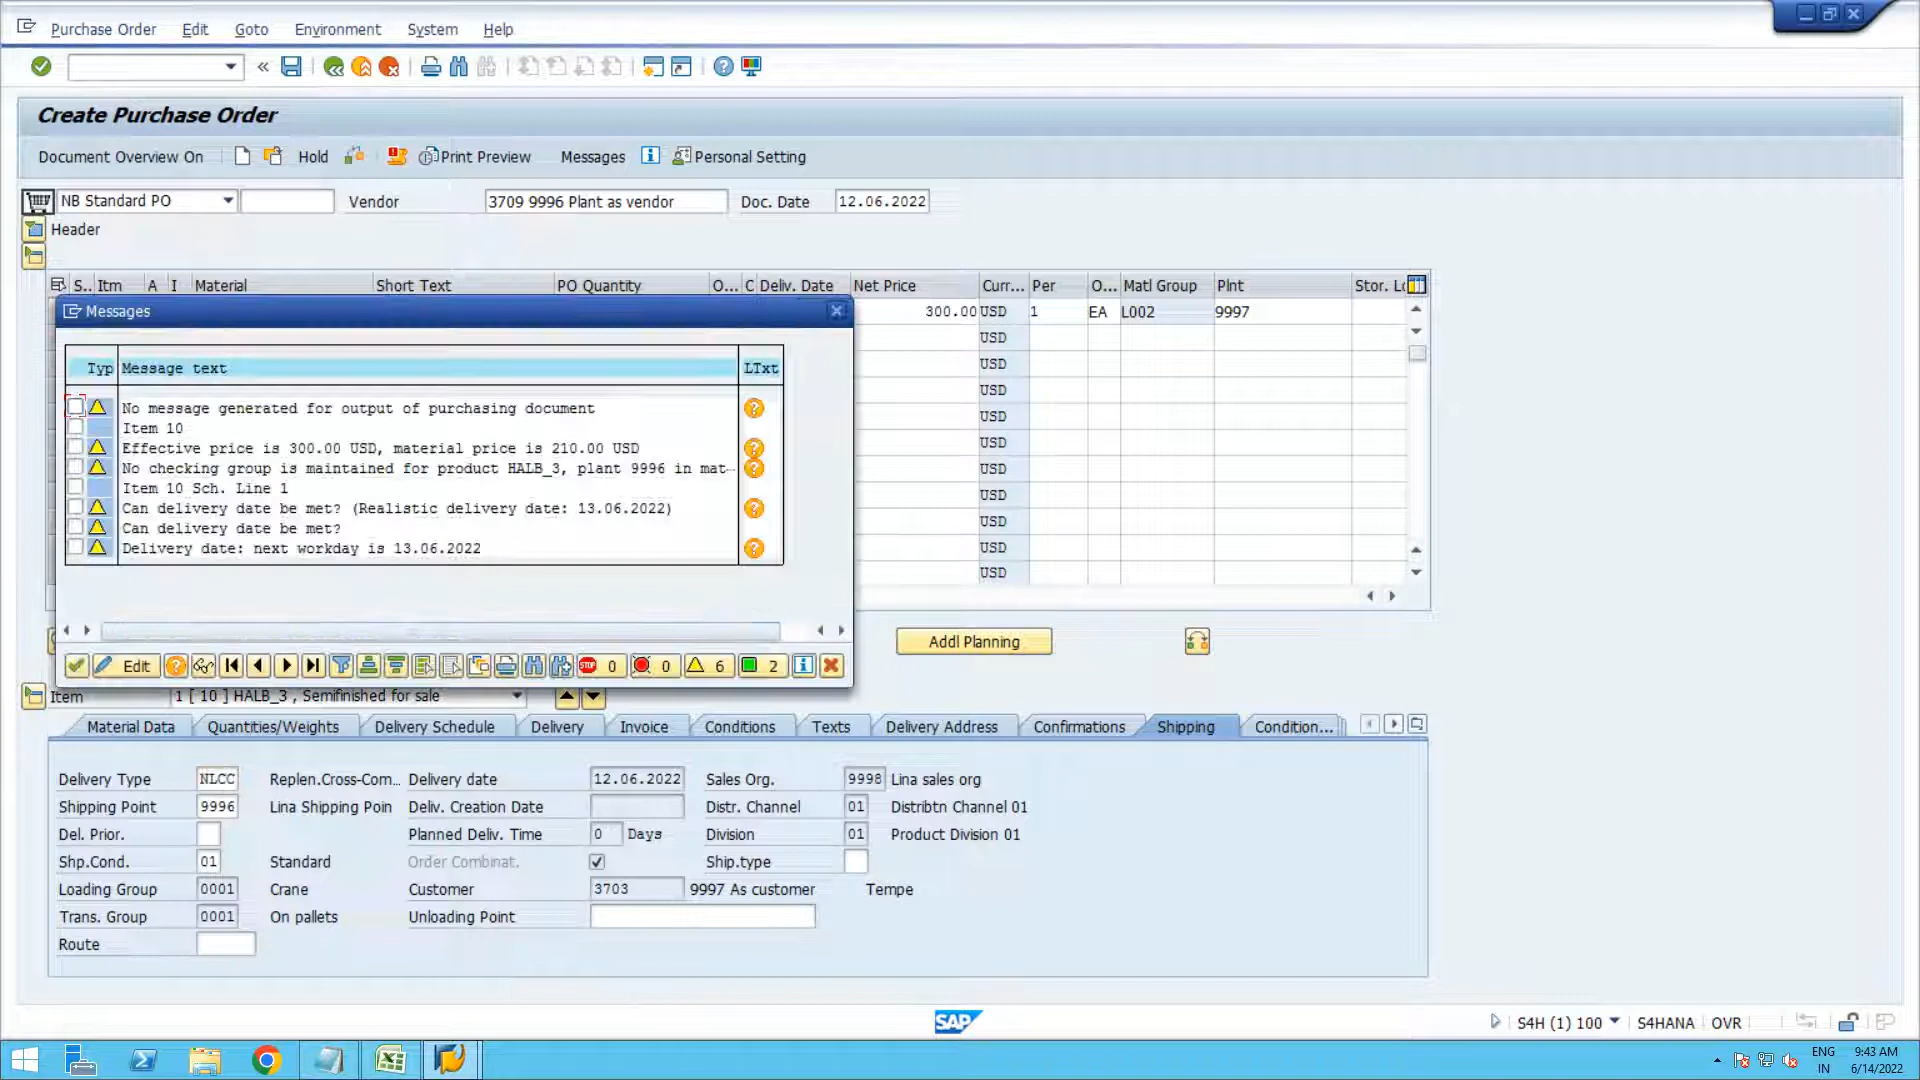 Purchase Order Edit Goto Environment System Help
Create Purchase Order
Document Overview On Hold Print Preview Messages Personal Setting
NB Standard PO Vendor 3709 9996 Plant as vendor Doc. Date 12.06.2022
Header
S.. Itm A I Material Short Text PO Quantity O... C Deliv. Date Net Price Curr... Per O... Matl Group Plnt Stor. Lo
300.00 USD 1 EA L002 9997
USD
USD
USD
USD
USD
USD
USD
USD
USD
USD
Messages
Typ Message text LTxt
No message generated for output of purchasing document
Item 10
Effective price is 300.00 USD, material price is 210.00 USD
No checking group is maintained for product HALB_3, plant 9996 in mat
Item 10 Sch. Line 1
Can delivery date be met? (Realistic delivery date: 13.06.2022)
Can delivery date be met?
Delivery date: next workday is 13.06.2022
Edit STOP 0 0 6 2
Addl Planning
Item 1 [ 10 ] HALB_3 , Semifinished for sale
Material Data Quantities/Weights Delivery Schedule Delivery Invoice Conditions Texts Delivery Address Confirmations Shipping Condition...
Delivery Type NLCC Replen.Cross-Com... Delivery date 12.06.2022 Sales Org. 9998 Lina sales org
Shipping Point 9996 Lina Shipping Poin Deliv. Creation Date Distr. Channel 01 Distribtn Channel 01
Del. Prior. Planned Deliv. Time 0 Days Division 01 Product Division 01
Shp.Cond. 01 Standard Order Combinat. Ship.type
Loading Group 0001 Crane Customer 3703 9997 As customer Tempe
Trans. Group 0001 On pallets Unloading Point
Route
SAP S4H (1) 100 S4HANA OVR
ENG 9:43 AM
IN 6/14/2022